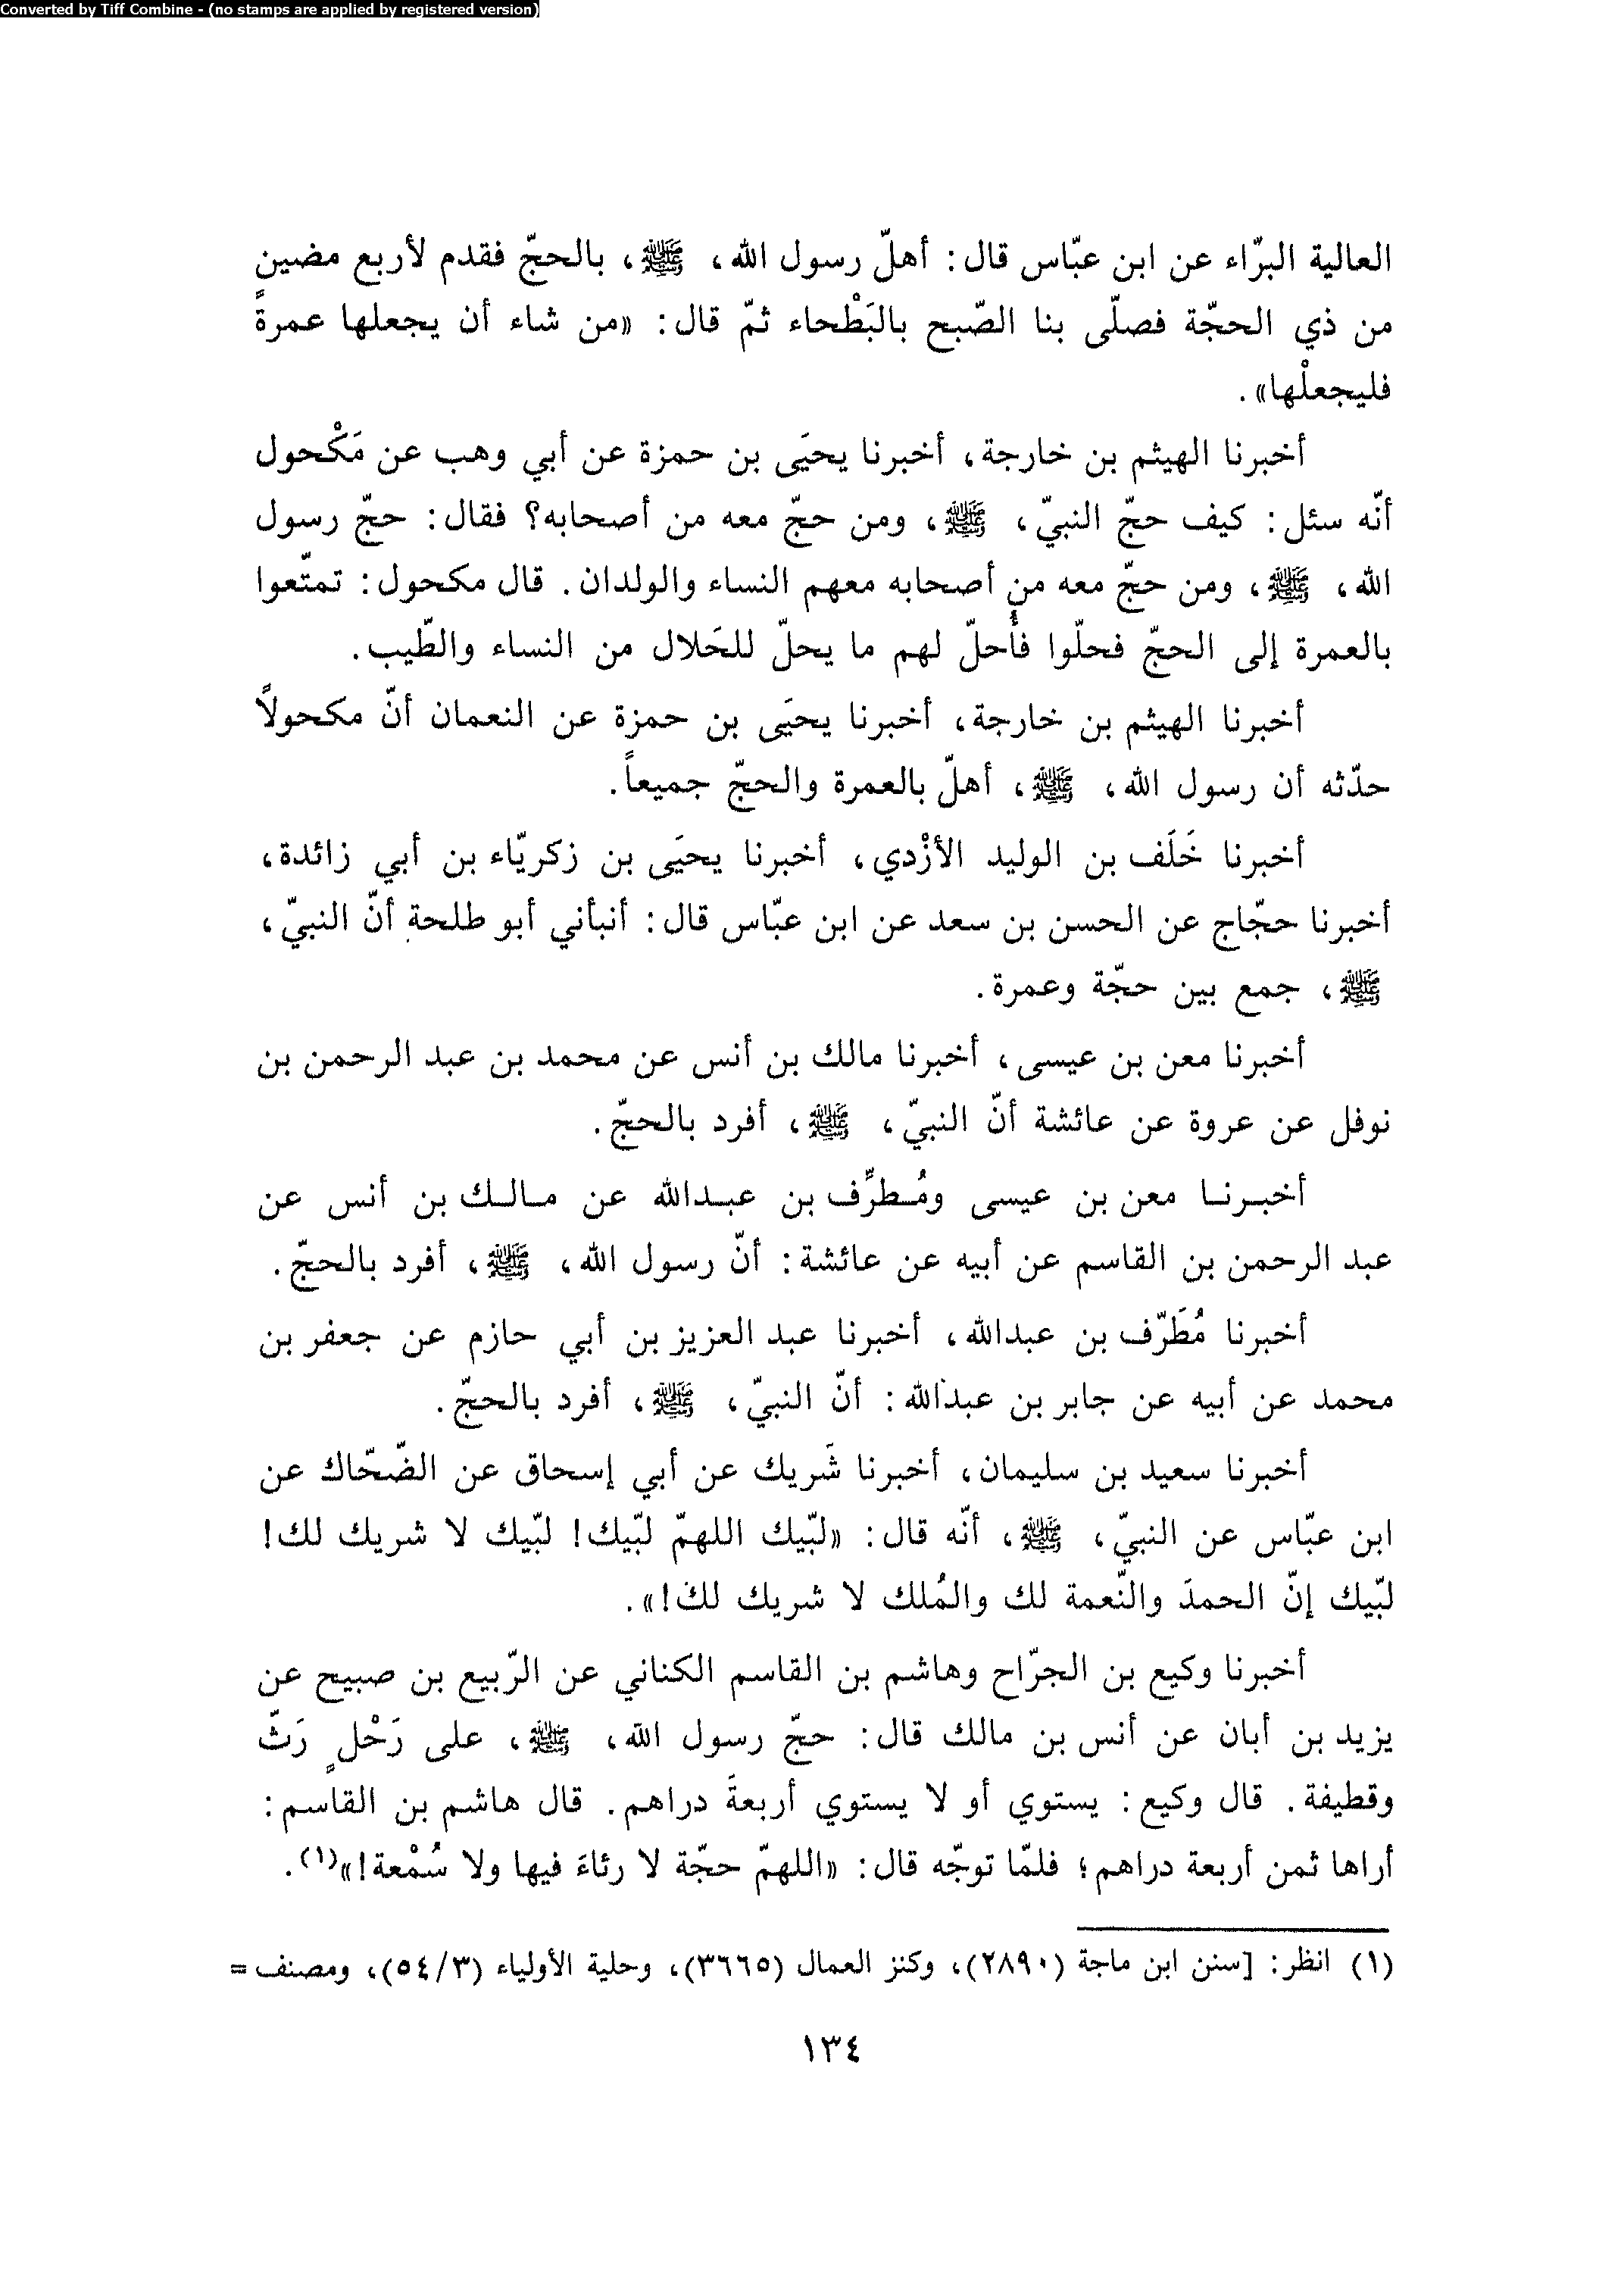 Converted by Tiff Combine - (no stamps are applied by registered version)
العالية البرّاء عن ابن عبّاس قال: أهلّ رسول الله، ﷺ، بالحجّ فقدم لأربع مضين
من ذي الحجّة فصلّى بنا الصّبح بالبَطْحاء ثمّ قال: «من شاء أن يجعلها عمرةً
فليجعلْها».
أخبرنا الهيثم بن خارجة، أخبرنا يحيَى بن حمزة عن أبي وهب عن مَكْحول
أنّه سئل: كيف حجّ النبيّ، ﷺ، ومن حجّ معه من أصحابه؟ فقال: حجّ رسول
الله، ﷺ، ومن حجّ معه من أصحابه معهم النساء والولدان. قال مكحول: تمتّعوا
بالعمرة إلى الحجّ فحلّوا فأُحلّ لهم ما يحلّ للحَلال من النساء والطّيب.
أخبرنا الهيثم بن خارجة، أخبرنا يحيَى بن حمزة عن النعمان أنّ مكحولاً
حدّثه أن رسول الله، ﷺ، أهلّ بالعمرة والحجّ جميعاً.
أخبرنا خَلَف بن الوليد الأزْدي، أخبرنا يحيَى بن زكريّاء بن أبي زائدة،
أخبرنا حجّاج عن الحسن بن سعد عن ابن عبّاس قال: أنبأني أبو طلحة أنّ النبيّ،
ﷺ، جمع بين حجّة وعمرة.
أخبرنا معن بن عيسى، أخبرنا مالك بن أنس عن محمد بن عبد الرحمن بن
نوفل عن عروة عن عائشة أنّ النبيّ، ﷺ، أفرد بالحجّ.
أخبـرنـا معن بن عيسى ومُـطرِّف بن عبـدالله عن مـالـك بن أنس عن
عبد الرحمن بن القاسم عن أبيه عن عائشة: أنّ رسول الله، ﷺ، أفرد بالحجّ.
أخبرنا مُطَرّف بن عبدالله، أخبرنا عبد العزيز بن أبي حازم عن جعفر بن
محمد عن أبيه عن جابر بن عبدالله: أنّ النبيّ، ﷺ، أفرد بالحجّ.
أخبرنا سعيد بن سليمان، أخبرنا شَريك عن أبي إسحاق عن الضّحّاك عن
ابن عبّاس عن النبيّ، ﷺ، أنّه قال: «لبّيك اللهمّ لبّيك! لبّيك لا شريك لك!
لبّيك إنّ الحمدَ والنّعمة لك والمُلك لا شريك لك!».
أخبرنا وكيع بن الجرّاح وهاشم بن القاسم الكناني عن الرّبيع بن صبيح عن
يزيد بن أبان عن أنس بن مالك قال: حجّ رسول الله، ﷺ، على رَحْلٍ رَثّ
وقطيفة. قال وكيع: يستوي أو لا يستوي أربعةَ دراهم. قال هاشم بن القاسم:
أراها ثمن أربعة دراهم؛ فلمّا توجّه قال: «اللهمّ حجّة لا رئاءَ فيها ولا سُمْعة!»(١).
(١) انظر: [سنن ابن ماجة (٢٨٩٠)، وكنز العمال (٣٦٦٥)، وحلية الأولياء (٥٤/٣)، ومصنف =
١٣٤